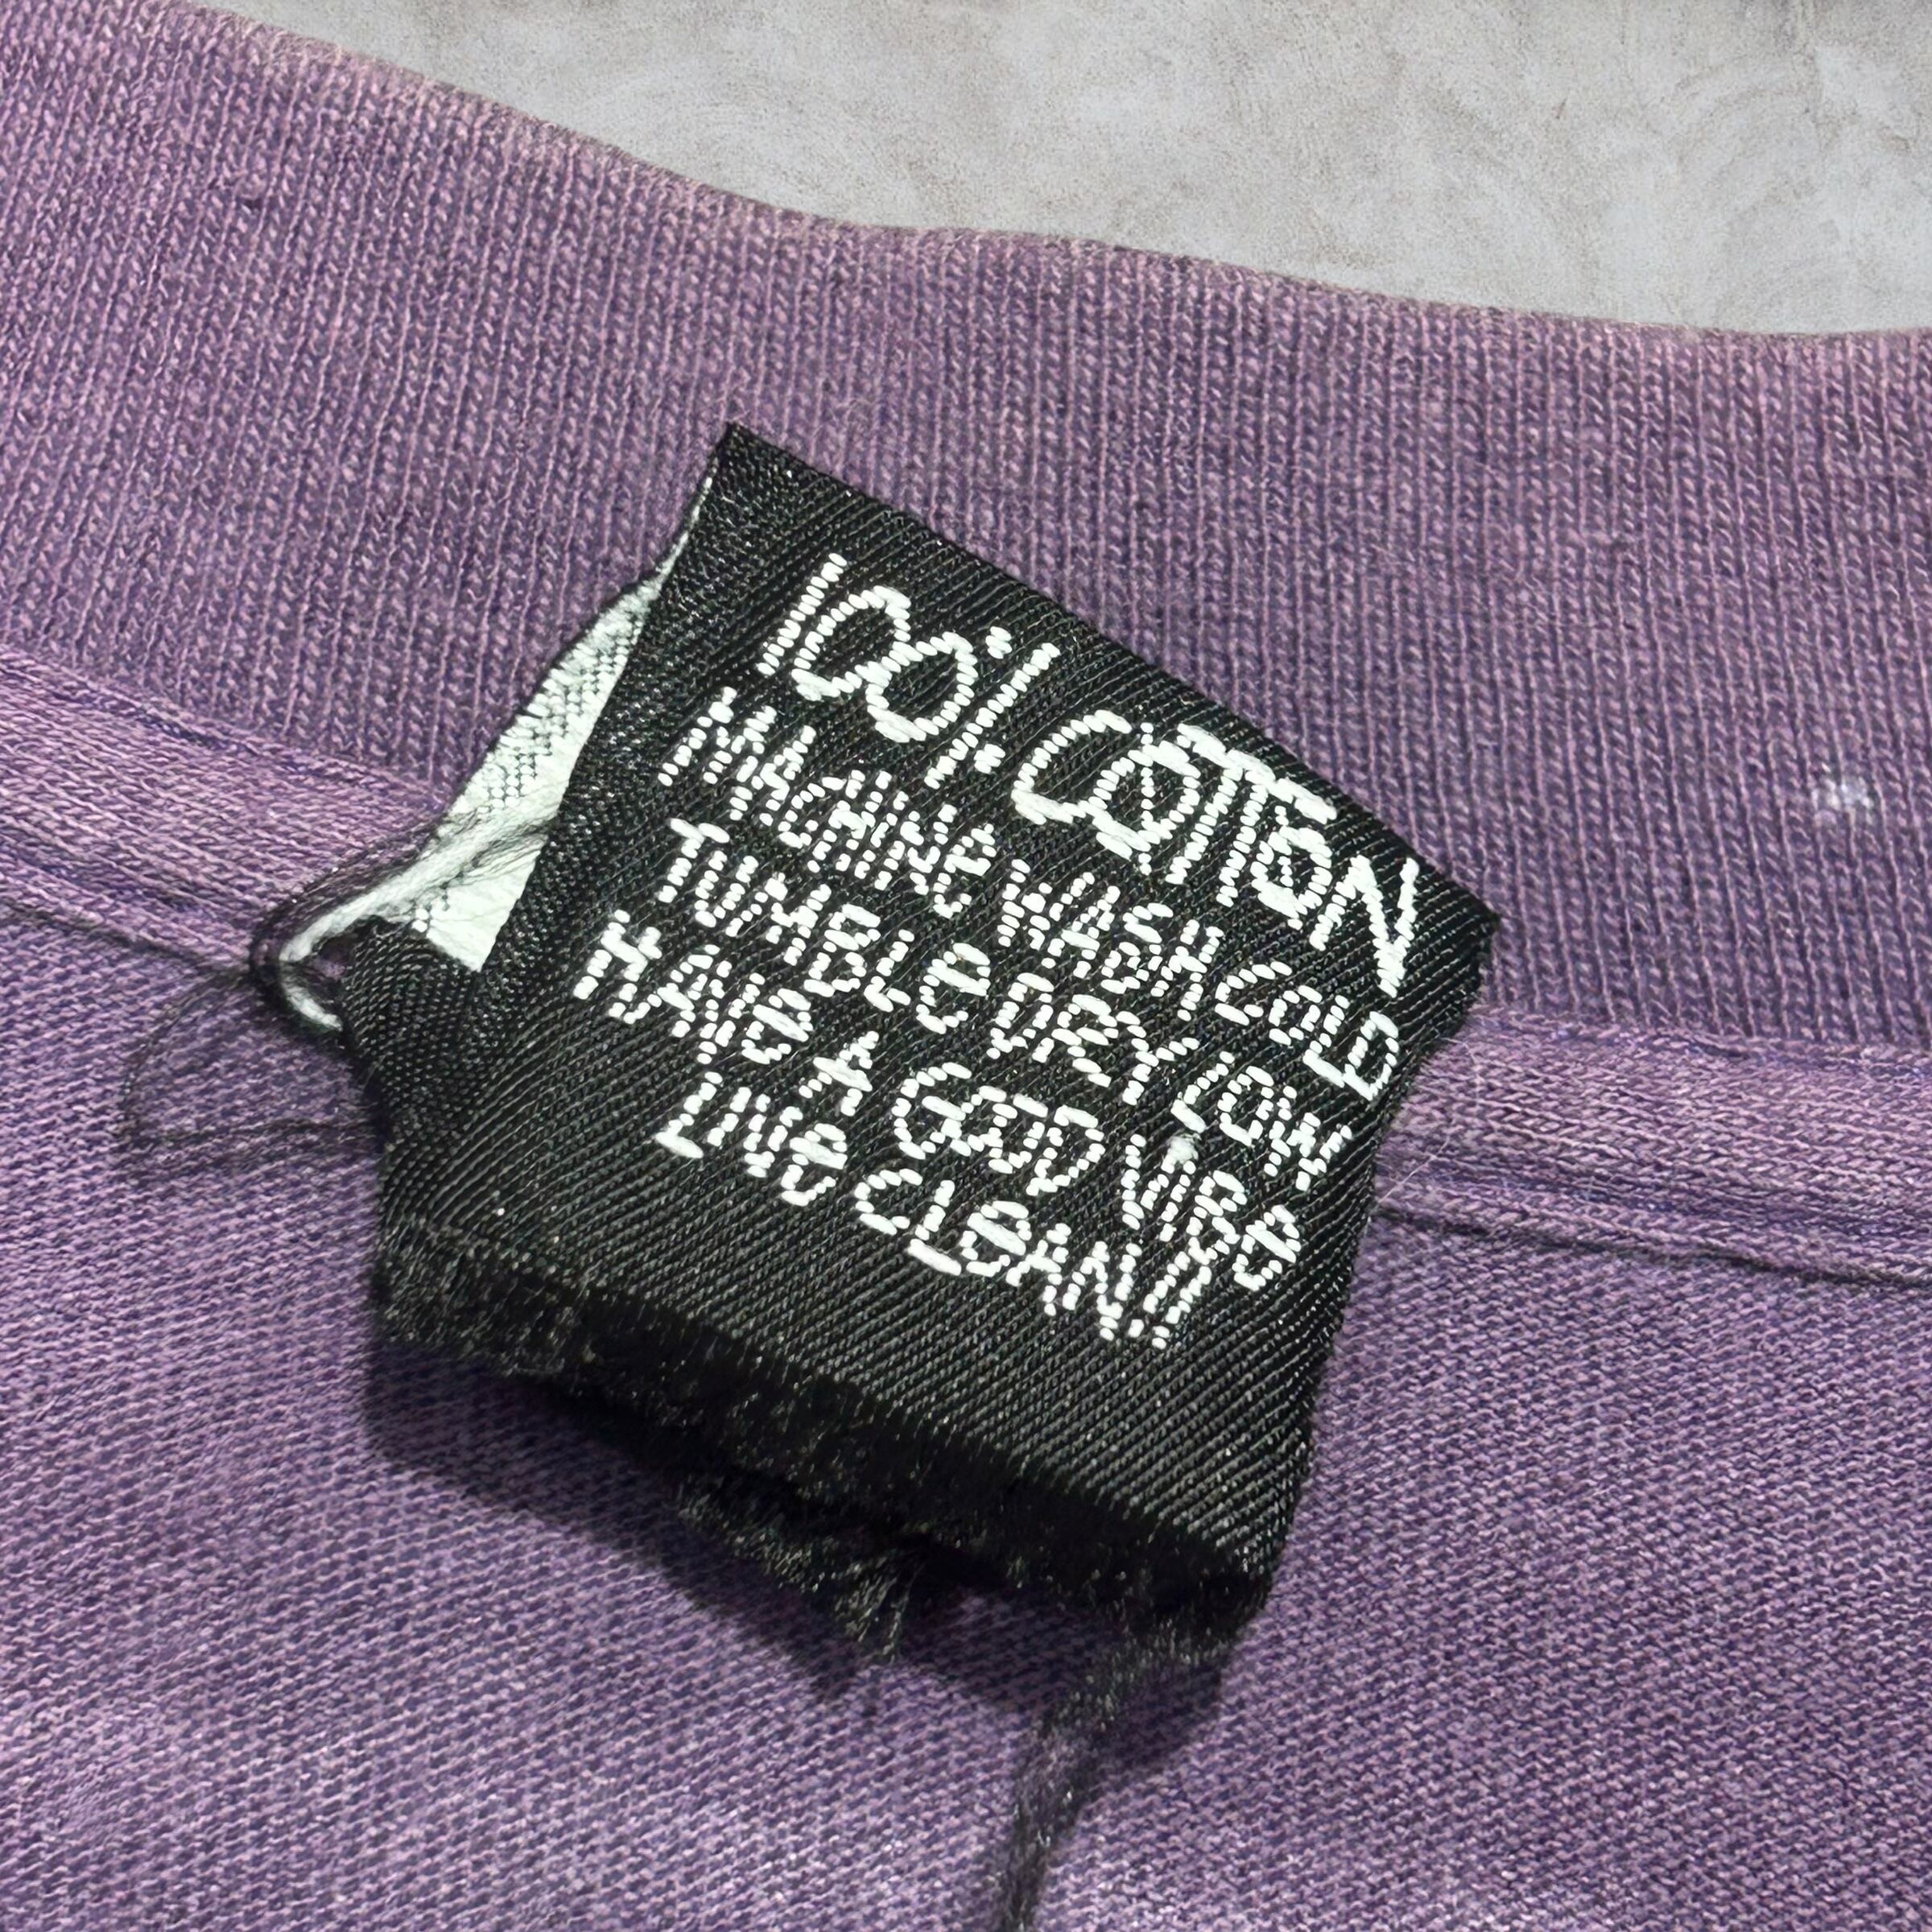 100% COTTON
MACHINe WASH COLD
TUMBLe DRY LOW
HAVe A GOOD VIBe
LIVe CLeAN!!